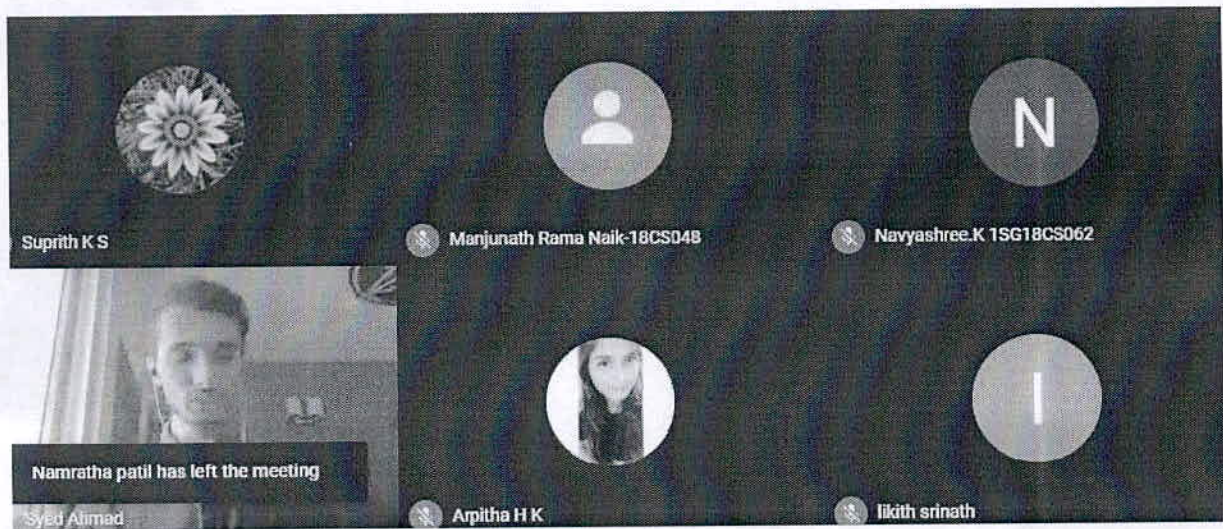 Suprith K S
Manjunath Rama Naik-18CS048
N
Navyashree.K 1SG18CS062
Namratha patil has left the meeting
Syed Ahmad
Arpitha H K
l
likith srinath